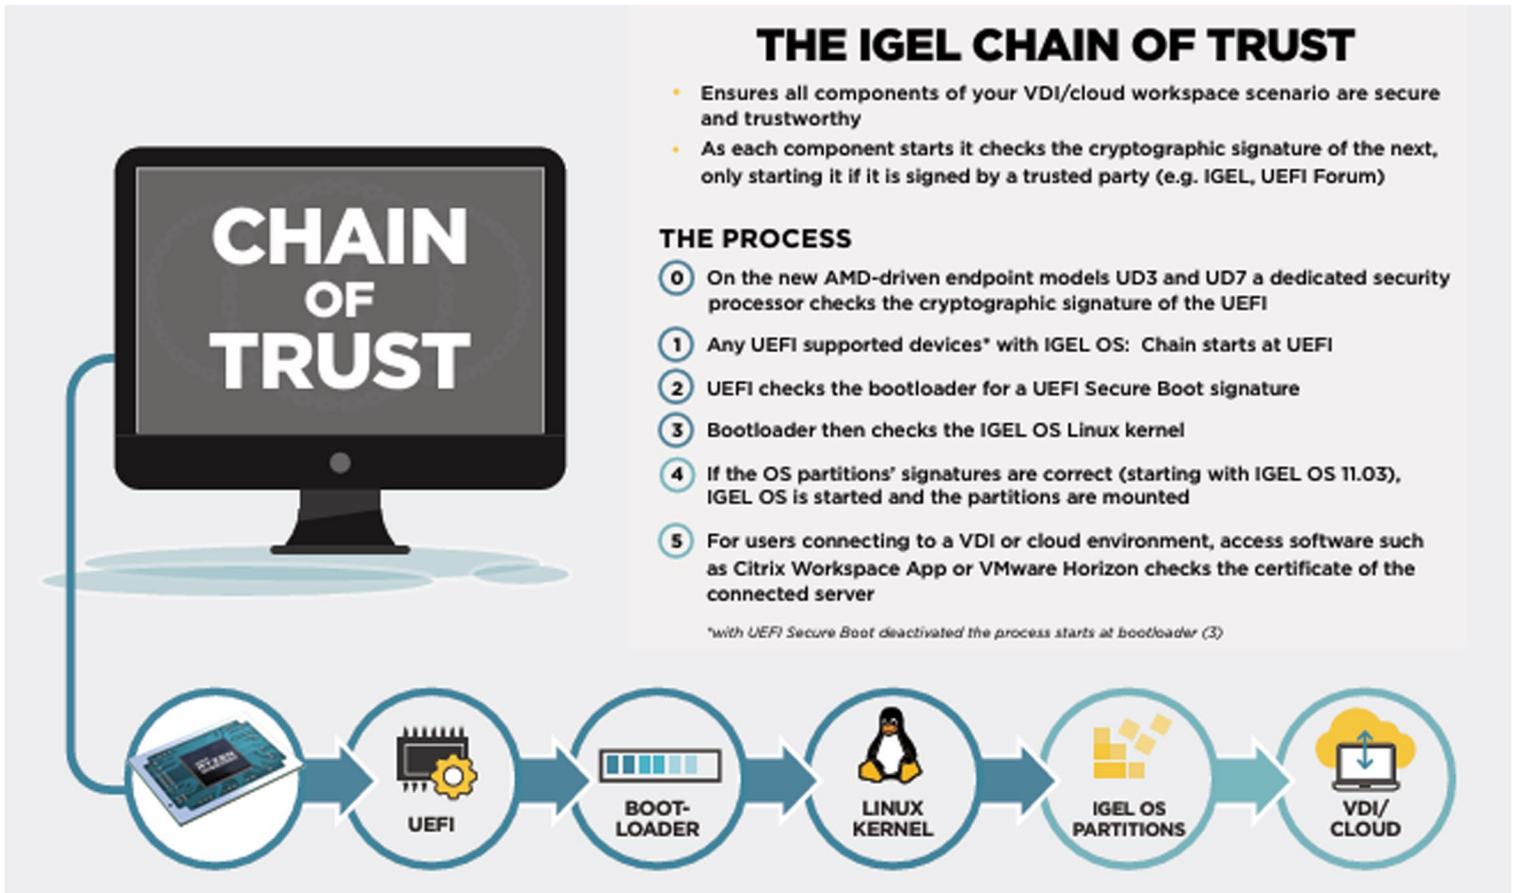 THE IGEL CHAIN OF TRUST
• Ensures all components of your VDI/cloud workspace scenario are secure
and trustworthy
• As each component starts it checks the cryptographic signature of the next,
only starting it if it is signed by a trusted party (e.g. IGEL, UEFI Forum)
CHAIN
OF
TRUST
THE PROCESS
0 On the new AMD-driven endpoint models UD3 and UD7 a dedicated security
processor checks the cryptographic signature of the UEFI
1 Any UEFI supported devices* with IGEL OS: Chain starts at UEFI
2 UEFI checks the bootloader for a UEFI Secure Boot signature
3 Bootloader then checks the IGEL OS Linux kernel
4 If the OS partitions' signatures are correct (starting with IGEL OS 11.03),
IGEL OS is started and the partitions are mounted
5 For users connecting to a VDI or cloud environment, access software such
as Citrix Workspace App or VMware Horizon checks the certificate of the
connected server
*with UEFI Secure Boot deactivated the process starts at bootloader (3)
RYZEN
UEFI
BOOT-
LOADER
LINUX
KERNEL
IGEL OS
PARTITIONS
VDI/
CLOUD